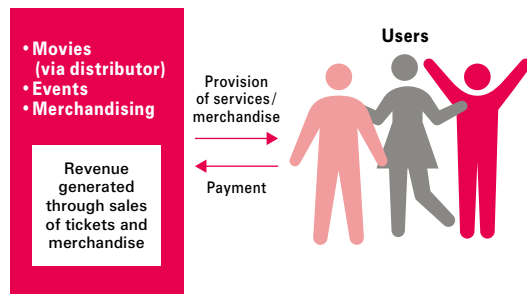 • Movies
(via distributor)
• Events
• Merchandising
Revenue
generated
through sales
of tickets and
merchandise
Provision
of services/
merchandise
Payment
Users